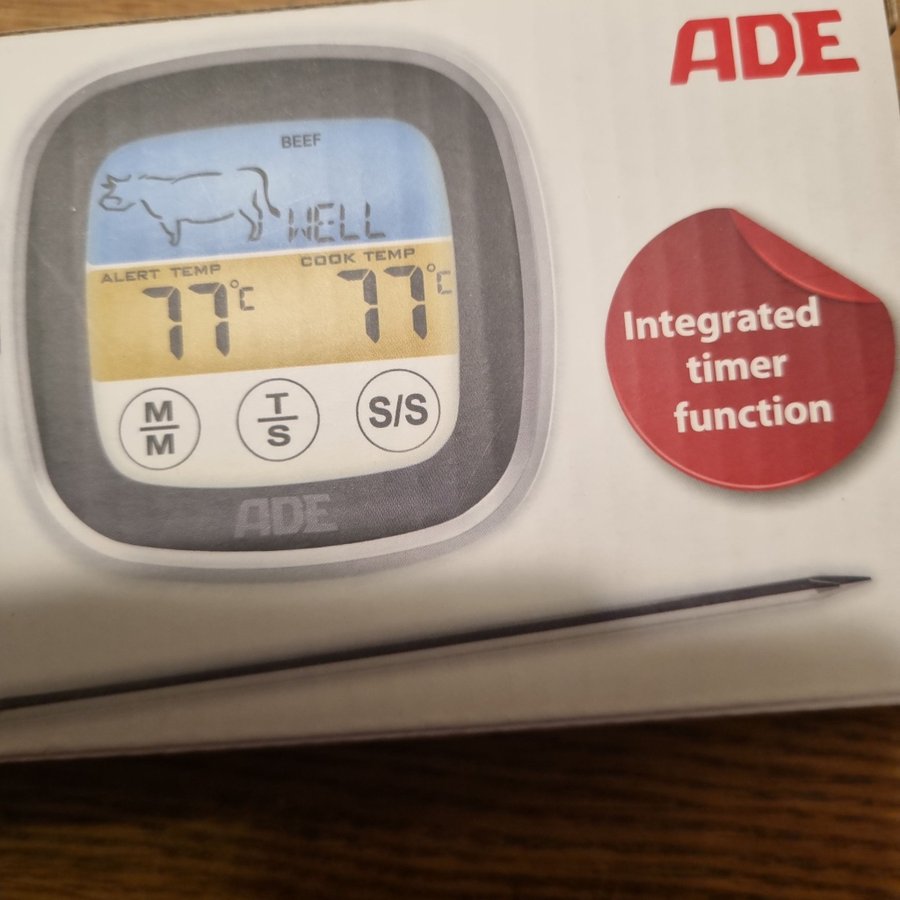 ADE
BEEF
WELL
ALERT TEMP
COOK TEMP
77°C
77°C
M/M
T/S
S/S
ADE
Integrated
timer
function